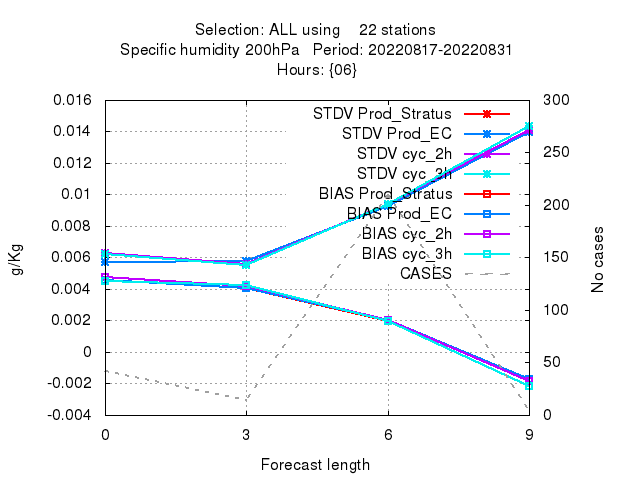 Selection: ALL using 22 stations
Specific humidity 200hPa Period: 20220817-20220831
Hours: {06}
0.016
0.014
0.012
0.01
0.008
0.006
0.004
0.002
0
-0.002
-0.004
g/Kg
300
250
200
150
100
50
0
No cases
STDV Prod_Stratus
STDV Prod_EC
STDV cyc_2h
STDV cyc_3h
BIAS Prod_Stratus
BIAS Prod_EC
BIAS cyc_2h
BIAS cyc_3h
CASES
0 3 6 9
Forecast length